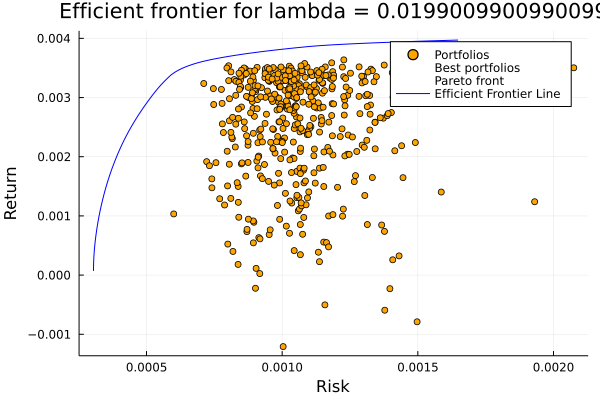 Efficient frontier for lambda = 0.0199009900990099
0.004
0.003
0.002
0.001
0.000
−0.001
Return
Portfolios
Best portfolios
Pareto front
Efficient Frontier Line
0.0005
0.0010
0.0015
0.0020
Risk